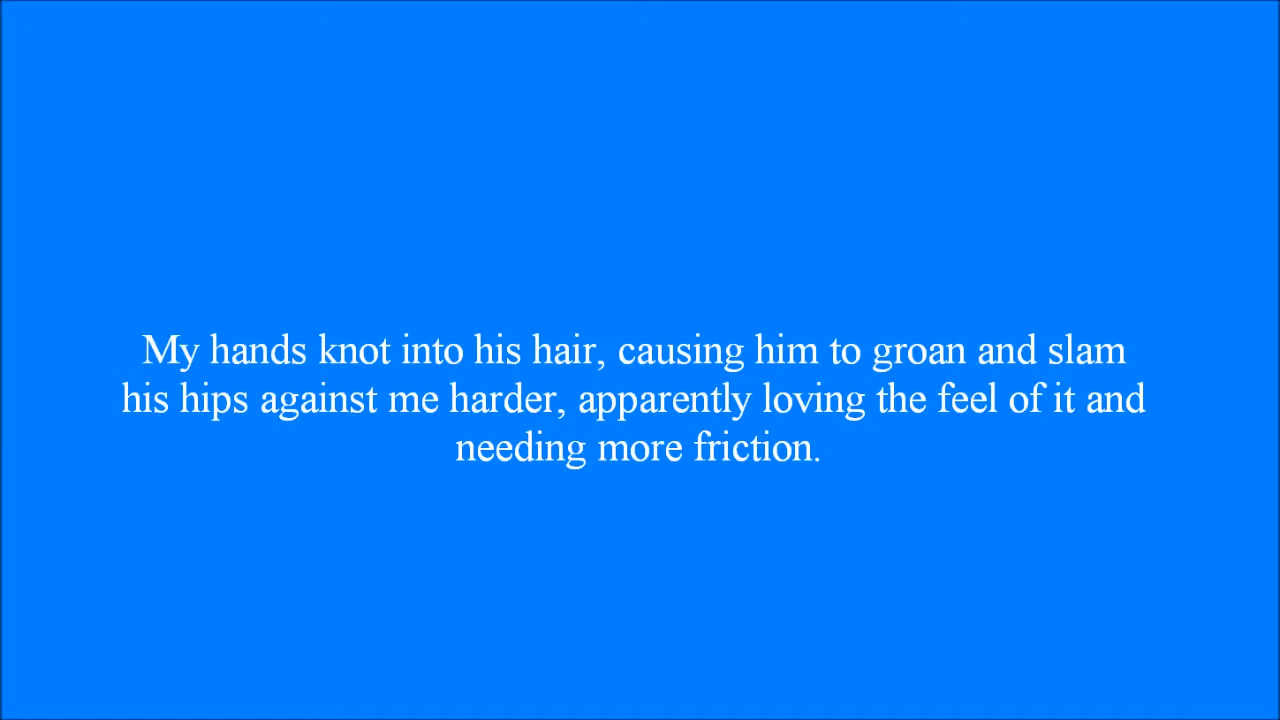 My hands knot into his hair, causing him to groan and slam
his hips against me harder, apparently loving the feel of it and
needing more friction.